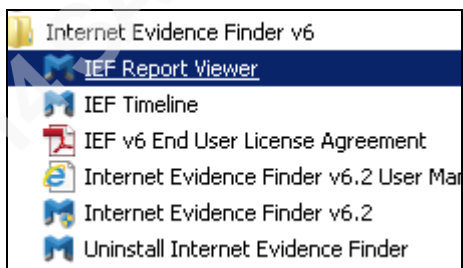 Internet Evidence Finder v6
IEF Report Viewer
IEF Timeline
IEF v6 End User License Agreement
Internet Evidence Finder v6.2 User Mar
Internet Evidence Finder v6.2
Uninstall Internet Evidence Finder